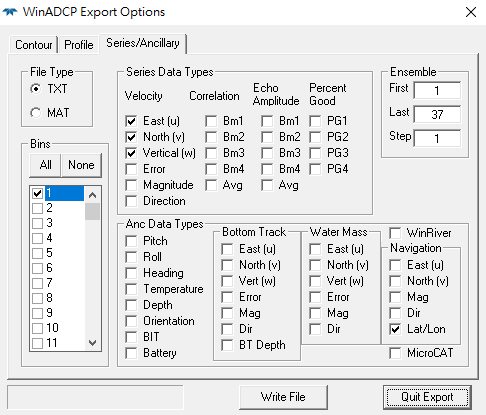 WinADCP Export Options
Contour Profile Series/Ancillary
File Type
TXT
MAT
Bins
All None
1
2
3
4
5
6
7
8
9
10
11
Series Data Types
Velocity
East (u)
North (v)
Vertical (w)
Error
Magnitude
Direction
Correlation
Bm1
Bm2
Bm3
Bm4
Avg
Echo
Amplitude
Bm1
Bm2
Bm3
Bm4
Avg
Percent
Good
PG1
PG2
PG3
PG4
Ensemble
First 1
Last 37
Step 1
Anc Data Types
Pitch
Roll
Heading
Temperature
Depth
Orientation
BIT
Battery
Bottom Track
East (u)
North (v)
Vert (w)
Error
Mag
Dir
BT Depth
Water Mass
East (u)
North (v)
Vert (w)
Error
Mag
Dir
WinRiver
Navigation
East (u)
North (v)
Mag
Dir
Lat/Lon
MicroCAT
Write File Quit Export